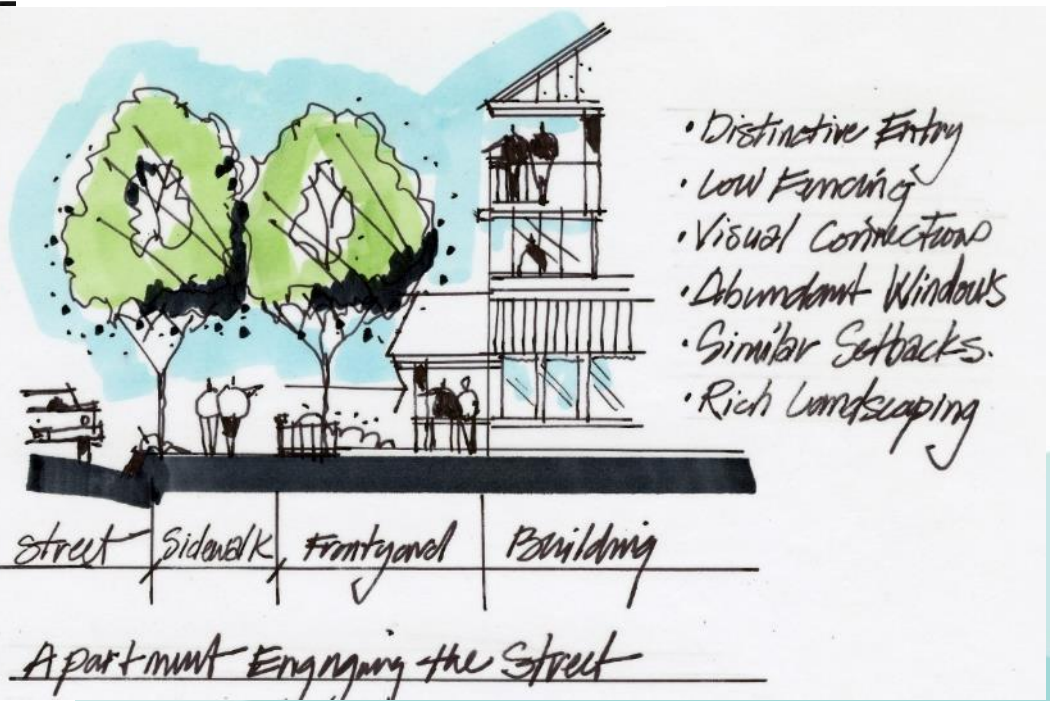 • Distinctive Entry
• Low Fencing
• Visual Connections
• Abundant Windows
• Similar Setbacks.
• Rich Landscaping
Street Sidewalk Frontyard Building
Apartment Engaging the Street